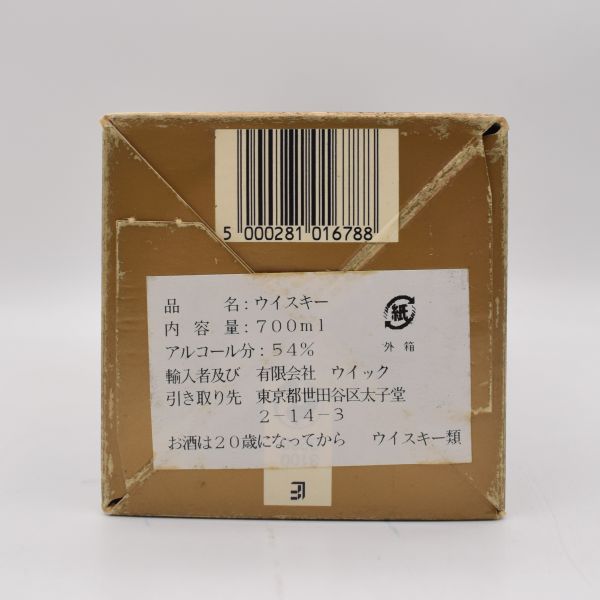 5 000281 016788
品 名：ウイスキー
内 容 量：700ml
アルコール分：54%
輸入者及び 有限会社 ウイック
引き取り先 東京都世田谷区太子堂
2-14-3
お酒は20歳になってから ウイスキー類
紙
外箱
3100